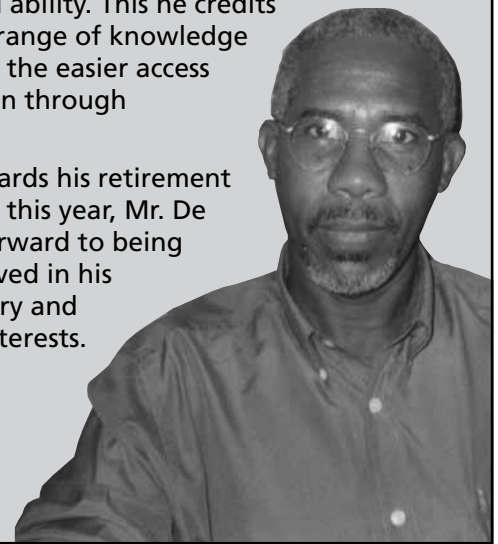 ability. This he credits
range of knowledge
the easier access
n through
ards his retirement
this year, Mr. De
rward to being
ved in his
ry and
terests.